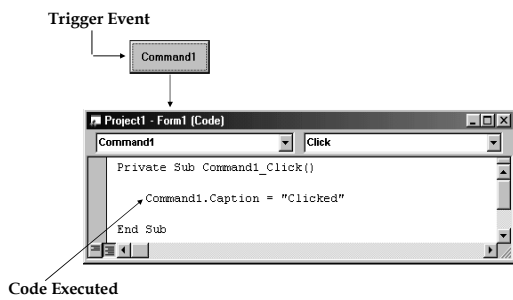 Trigger Event
Command1
Project1 - Form1 (Code)
Command1 Click
Private Sub Command1_Click()
Command1.Caption = "Clicked"
End Sub
Code Executed